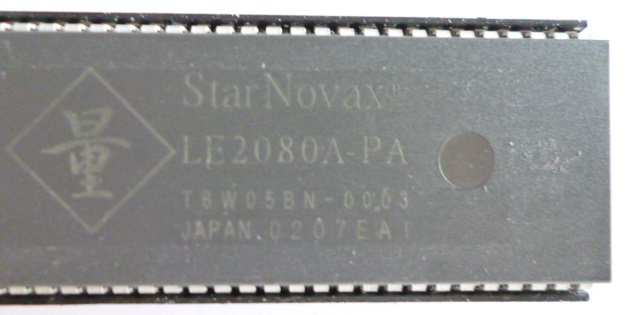 量
StarNovax®
LE2080A-PA
T6W05BN-0003
JAPAN 0207EAI